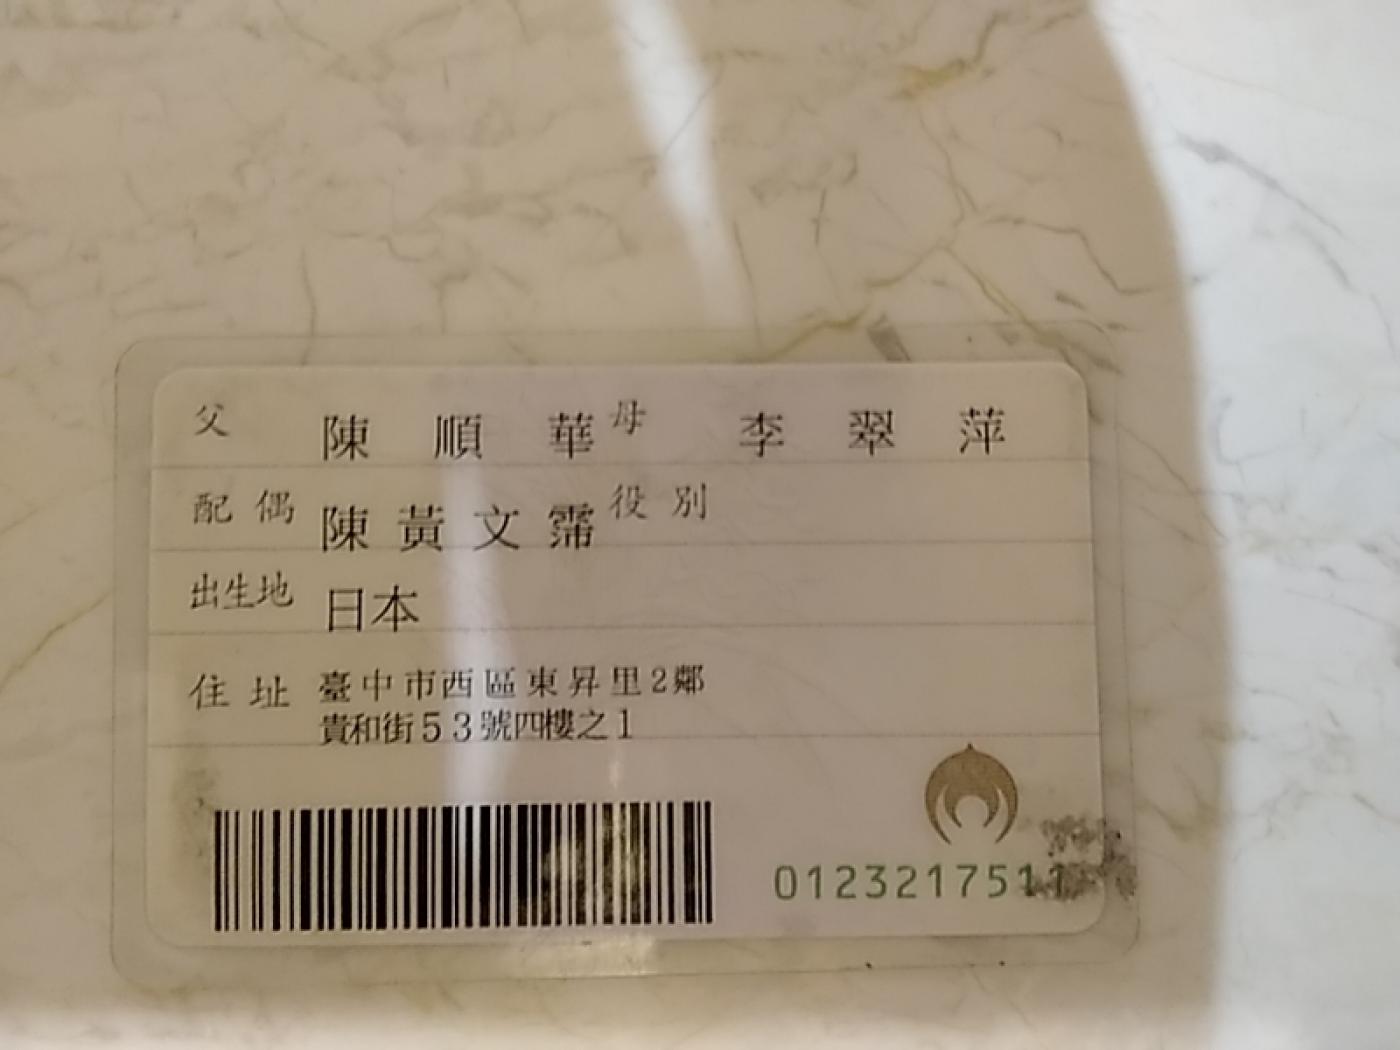 父 陳順華 母 李翠萍
配偶 陳黃文霈 役別
出生地 日本
住址 臺中市西區東昇里2鄰
貴和街53號四樓之1
0123217511